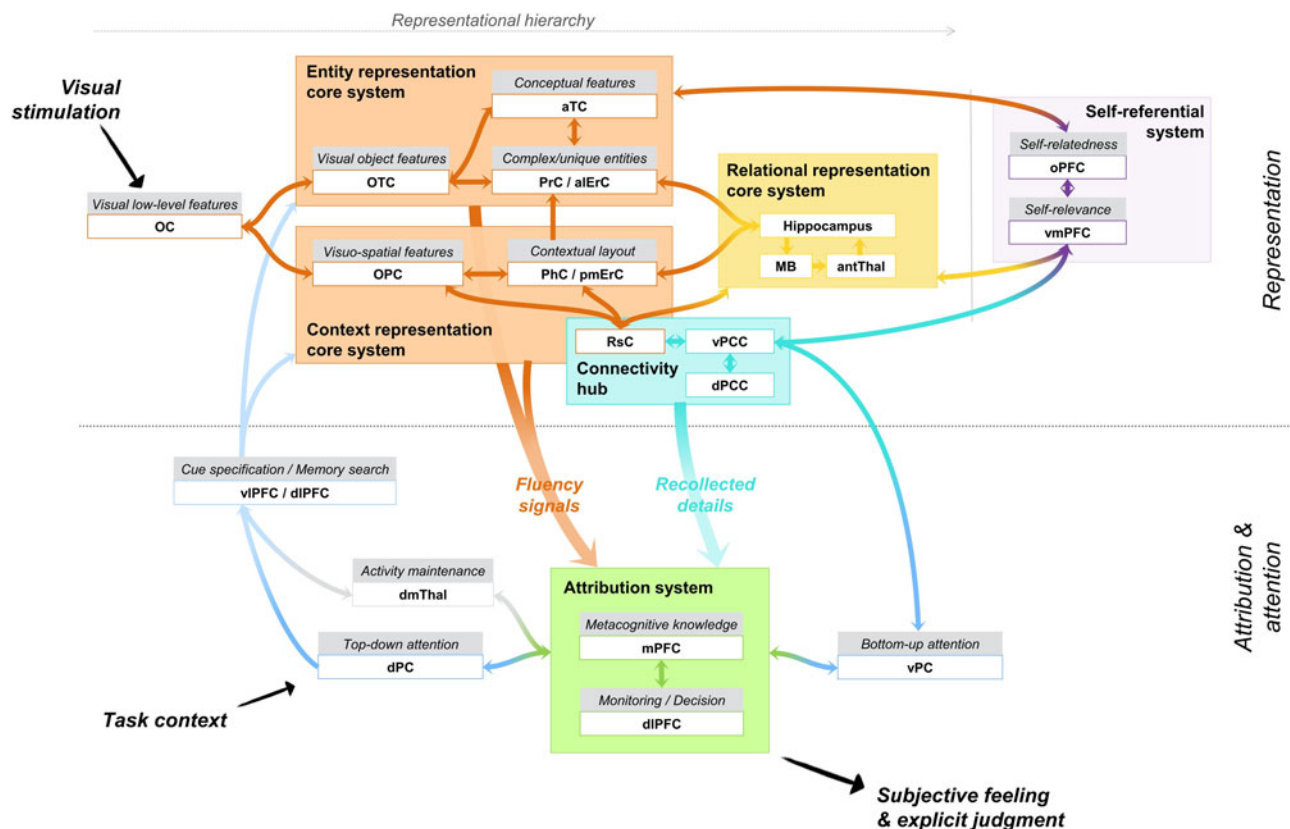 Representational hierarchy
Visual
stimulation
Entity representation
core system
Conceptual features
aTC
Visual object features
OTC
Complex/unique entities
PrC / alErC
Visual low-level features
OC
Visuo-spatial features
OPC
Contextual layout
PhC / pmErC
Context representation
core system
Relational representation
core system
Hippocampus
MB
antThal
Self-referential
system
Self-relatedness
oPFC
Self-relevance
vmPFC
Representation
RsC
vPCC
dPCC
Connectivity
hub
Cue specification / Memory search
vlPFC / dlPFC
Fluency
signals
Recollected
details
Activity maintenance
dmThal
Top-down attention
dPC
Task context
Attribution system
Metacognitive knowledge
mPFC
Monitoring / Decision
dlPFC
Bottom-up attention
vPC
Attribution &
attention
Subjective feeling
& explicit judgment